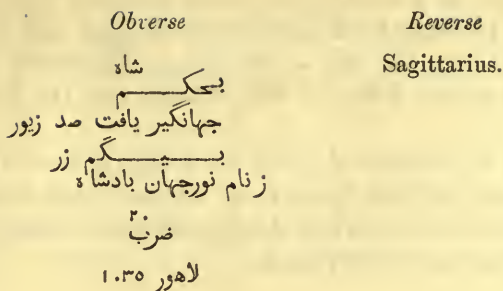 Obverse Reverse
Sagittarius.
شاه
بحکم
جهانگیر یافت صد زیور
بیگم زر
ز نام نورجهان بادشاه
۲۰
ضرب
لاهور ۱۰۳۵